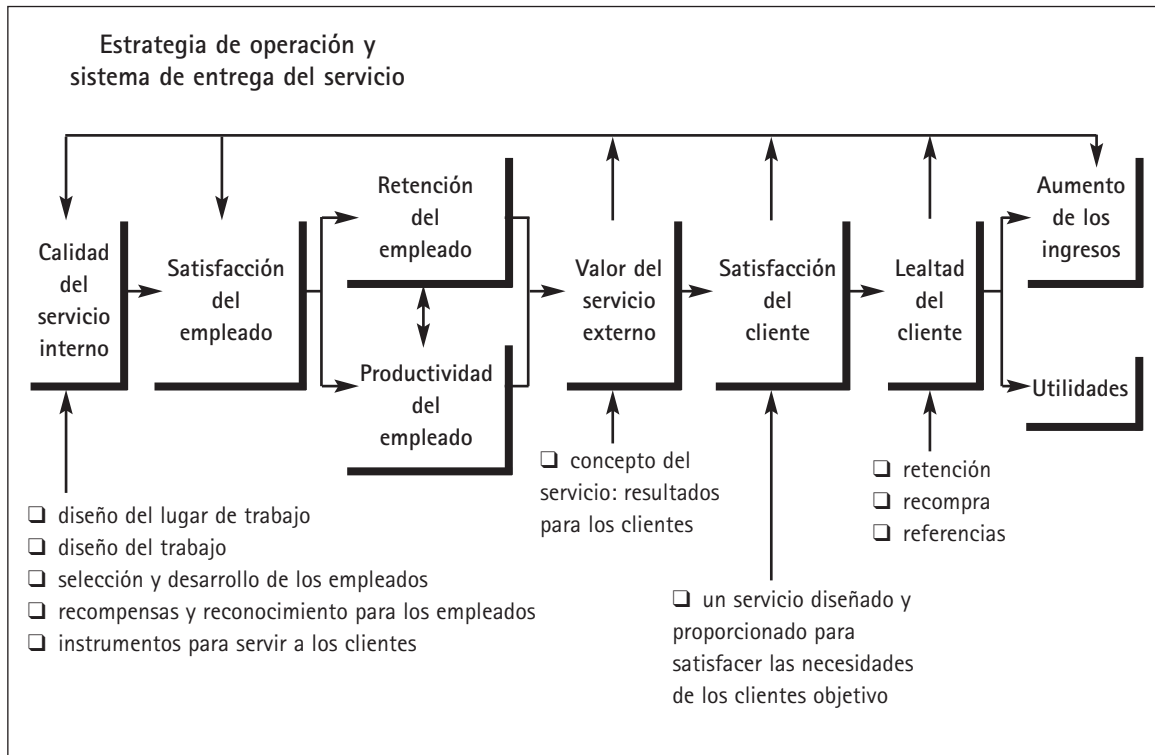 Estrategia de operación y
sistema de entrega del servicio
Calidad
del
servicio
interno
Satisfacción
del
empleado
Retención
del
empleado
Productividad
del
empleado
Valor del
servicio
externo
Satisfacción
del
cliente
Lealtad
del
cliente
Aumento
de los
ingresos
Utilidades
❏ diseño del lugar de trabajo
❏ diseño del trabajo
❏ selección y desarrollo de los empleados
❏ recompensas y reconocimiento para los empleados
❏ instrumentos para servir a los clientes
❏ concepto del
servicio: resultados
para los clientes
❏ un servicio diseñado y
proporcionado para
satisfacer las necesidades
de los clientes objetivo
❏ retención
❏ recompra
❏ referencias